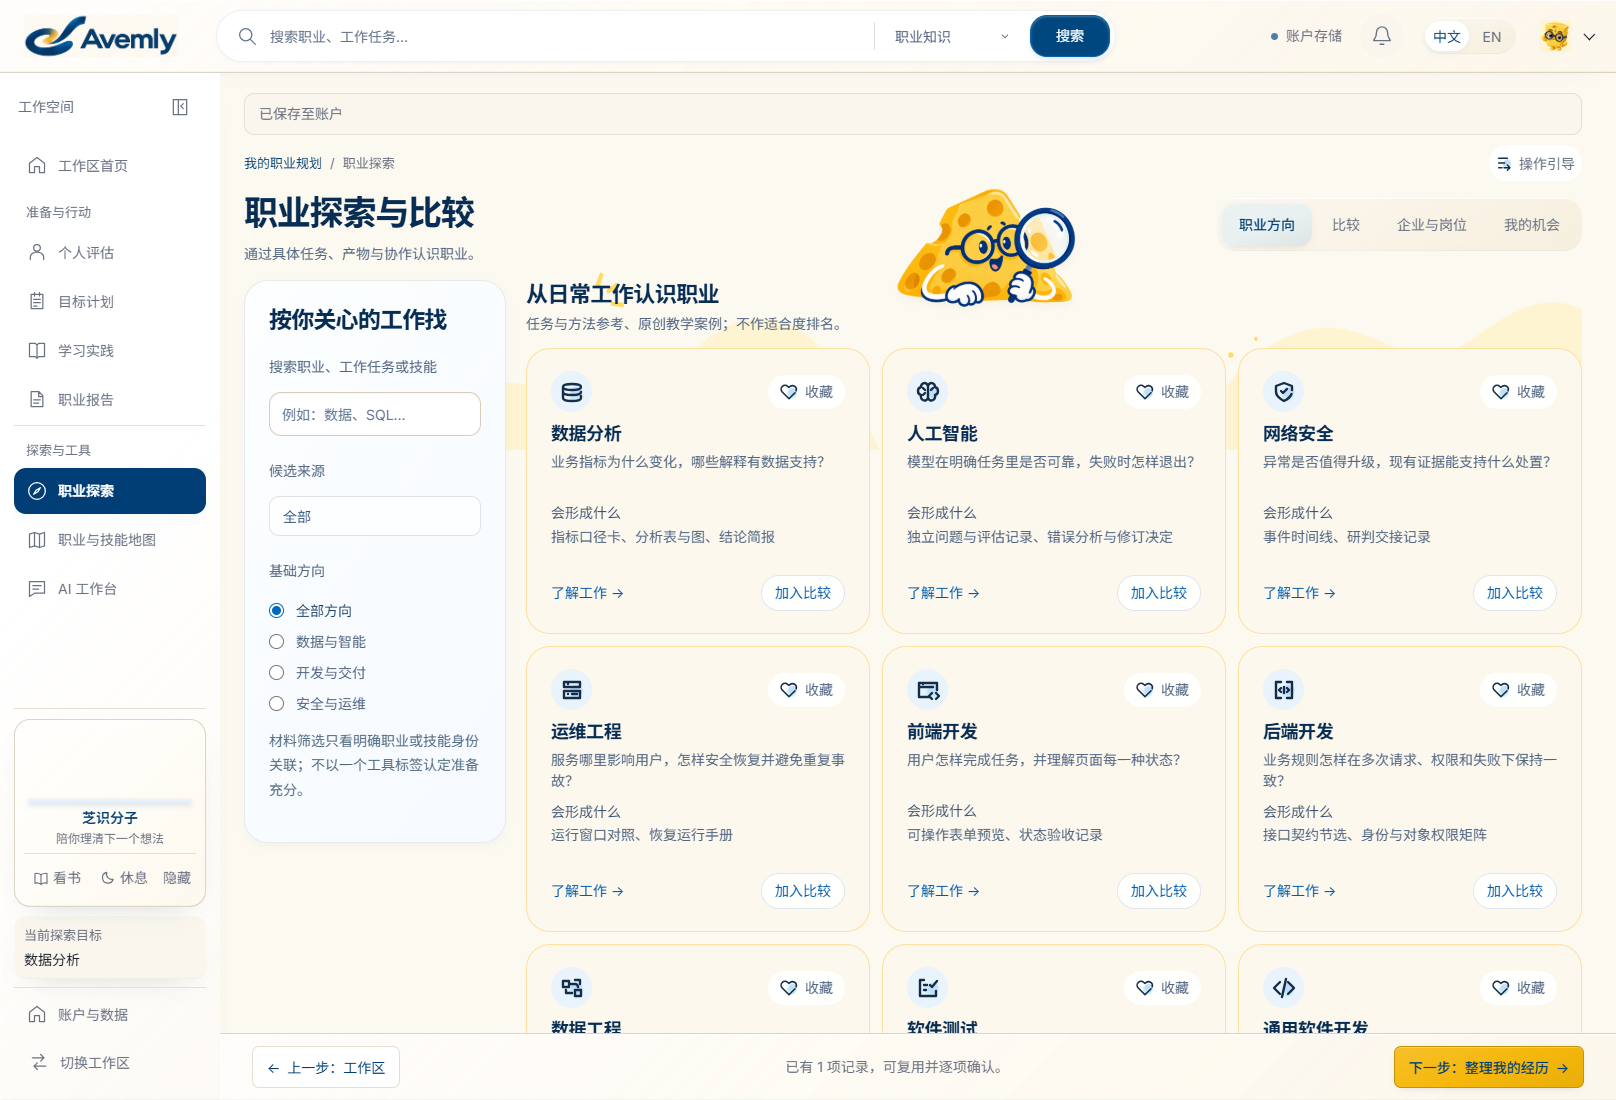 Avemly
搜索职业、工作任务...
职业知识
搜索
账户存储
中文
EN
工作空间
工作区首页
准备与行动
个人评估
目标计划
学习实践
职业报告
探索与工具
职业探索
职业与技能地图
AI 工作台
芝识分子
陪你理清下一个想法
看书
休息
隐藏
当前探索目标
数据分析
账户与数据
切换工作区
已保存至账户
我的职业规划 / 职业探索
操作引导
职业探索与比较
通过具体任务、产物与协作认识职业。
职业方向
比较
企业与岗位
我的机会
按你关心的工作找
搜索职业、工作任务或技能
例如：数据、SQL...
候选来源
全部
基础方向
全部方向
数据与智能
开发与交付
安全与运维
材料筛选只看明确职业或技能身份
关联；不以一个工具标签认定准备
充分。
从日常工作认识职业
任务与方法参考、原创教学案例；不作适合度排名。
收藏
数据分析
业务指标为什么变化，哪些解释有数据支持？
会形成什么
指标口径卡、分析表与图、结论简报
了解工作 →
加入比较
收藏
人工智能
模型在明确任务里是否可靠，失败时怎样退出？
会形成什么
独立问题与评估记录、错误分析与修订决定
了解工作 →
加入比较
收藏
网络安全
异常是否值得升级，现有证据能支持什么处置？
会形成什么
事件时间线、研判交接记录
了解工作 →
加入比较
收藏
运维工程
服务哪里影响用户，怎样安全恢复并避免重复事
故？
会形成什么
运行窗口对照、恢复运行手册
了解工作 →
加入比较
收藏
前端开发
用户怎样完成任务，并理解页面每一种状态？
会形成什么
可操作表单预览、状态验收记录
了解工作 →
加入比较
收藏
后端开发
业务规则怎样在多次请求、权限和失败下保持一
致？
会形成什么
接口契约节选、身份与对象权限矩阵
了解工作 →
加入比较
收藏
数据工程
收藏
软件测试
收藏
通用软件开发
← 上一步：工作区
已有 1 项记录，可复用并逐项确认。
下一步：整理我的经历 →